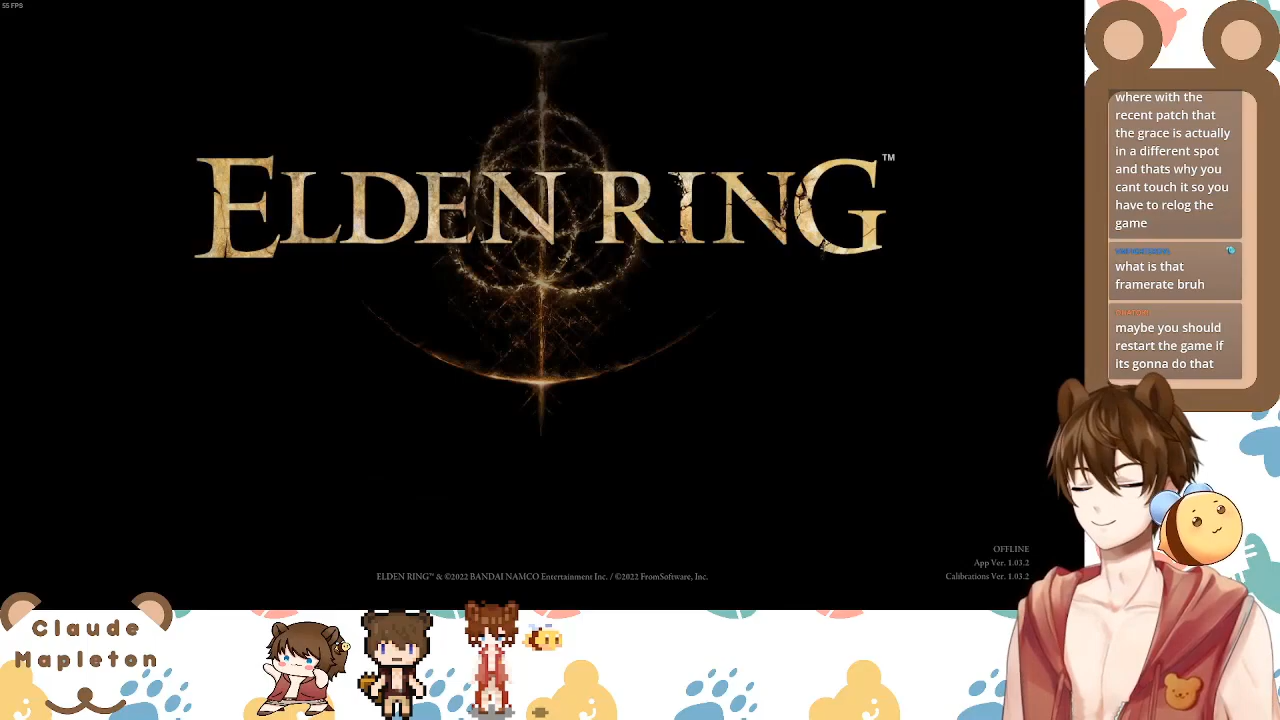 55 FPS
ELDEN RING™
where with the
recent patch that
the grace is actually
in a different spot
and thats why you
cant touch it so you
have to relog the
game
what is that
framerate bruh
maybe you should
restart the game If
its gonna do that
OFFLINE
App Ver. 1.03.2
Calibrations Ver. 1.03.2
ELDEN RING™ & ©2022 BANDAI NAMCO Entertainment Inc. / ©2022 FromSoftware, Inc.
Claude
Mapleton